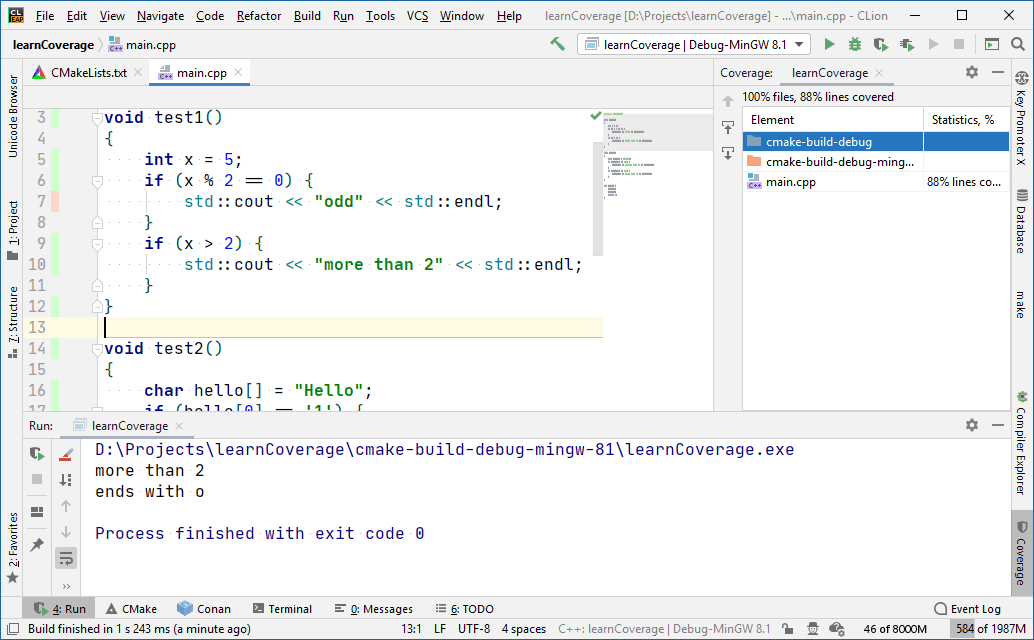 CL EAP File Edit View Navigate Code Refactor Build Run Tools VCS Window Help learnCoverage [D:\Projects\learnCoverage] - ...\main.cpp - CLion
learnCoverage main.cpp learnCoverage | Debug-MinGW 8.1
Unicode Browser
1: Project
7: Structure
2: Favorites
CMakeLists.txt main.cpp
3 void test1()
4 {
5 int x = 5;
6 if (x % 2 == 0) {
7 std::cout << "odd" << std::endl;
8 }
9 if (x > 2) {
10 std::cout << "more than 2" << std::endl;
11 }
12 }
13
14 void test2()
15 {
16 char hello[] = "Hello";
17 if (hello[0] == '1') {
Coverage: learnCoverage
100% files, 88% lines covered
Element Statistics, %
cmake-build-debug
cmake-build-debug-ming...
main.cpp 88% lines co...
Key Promoter X
Database
make
Compiler Explorer
Coverage
Run: learnCoverage
D:\Projects\learnCoverage\cmake-build-debug-mingw-81\learnCoverage.exe
more than 2
ends with o
Process finished with exit code 0
4: Run CMake Conan Terminal 0: Messages 6: TODO Event Log
Build finished in 1 s 243 ms (a minute ago) 13:1 LF UTF-8 4 spaces C++: learnCoverage | Debug-MinGW 8.1 46 of 8000M 584 of 1987M